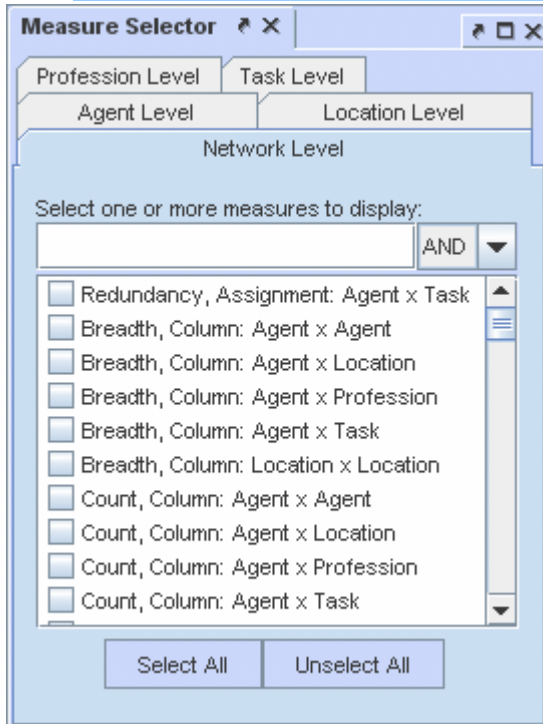 Measure Selector
Profession Level Task Level
Agent Level Location Level
Network Level
Select one or more measures to display:
AND
Redundancy, Assignment: Agent x Task
Breadth, Column: Agent x Agent
Breadth, Column: Agent x Location
Breadth, Column: Agent x Profession
Breadth, Column: Agent x Task
Breadth, Column: Location x Location
Count, Column: Agent x Agent
Count, Column: Agent x Location
Count, Column: Agent x Profession
Count, Column: Agent x Task
Select All Unselect All